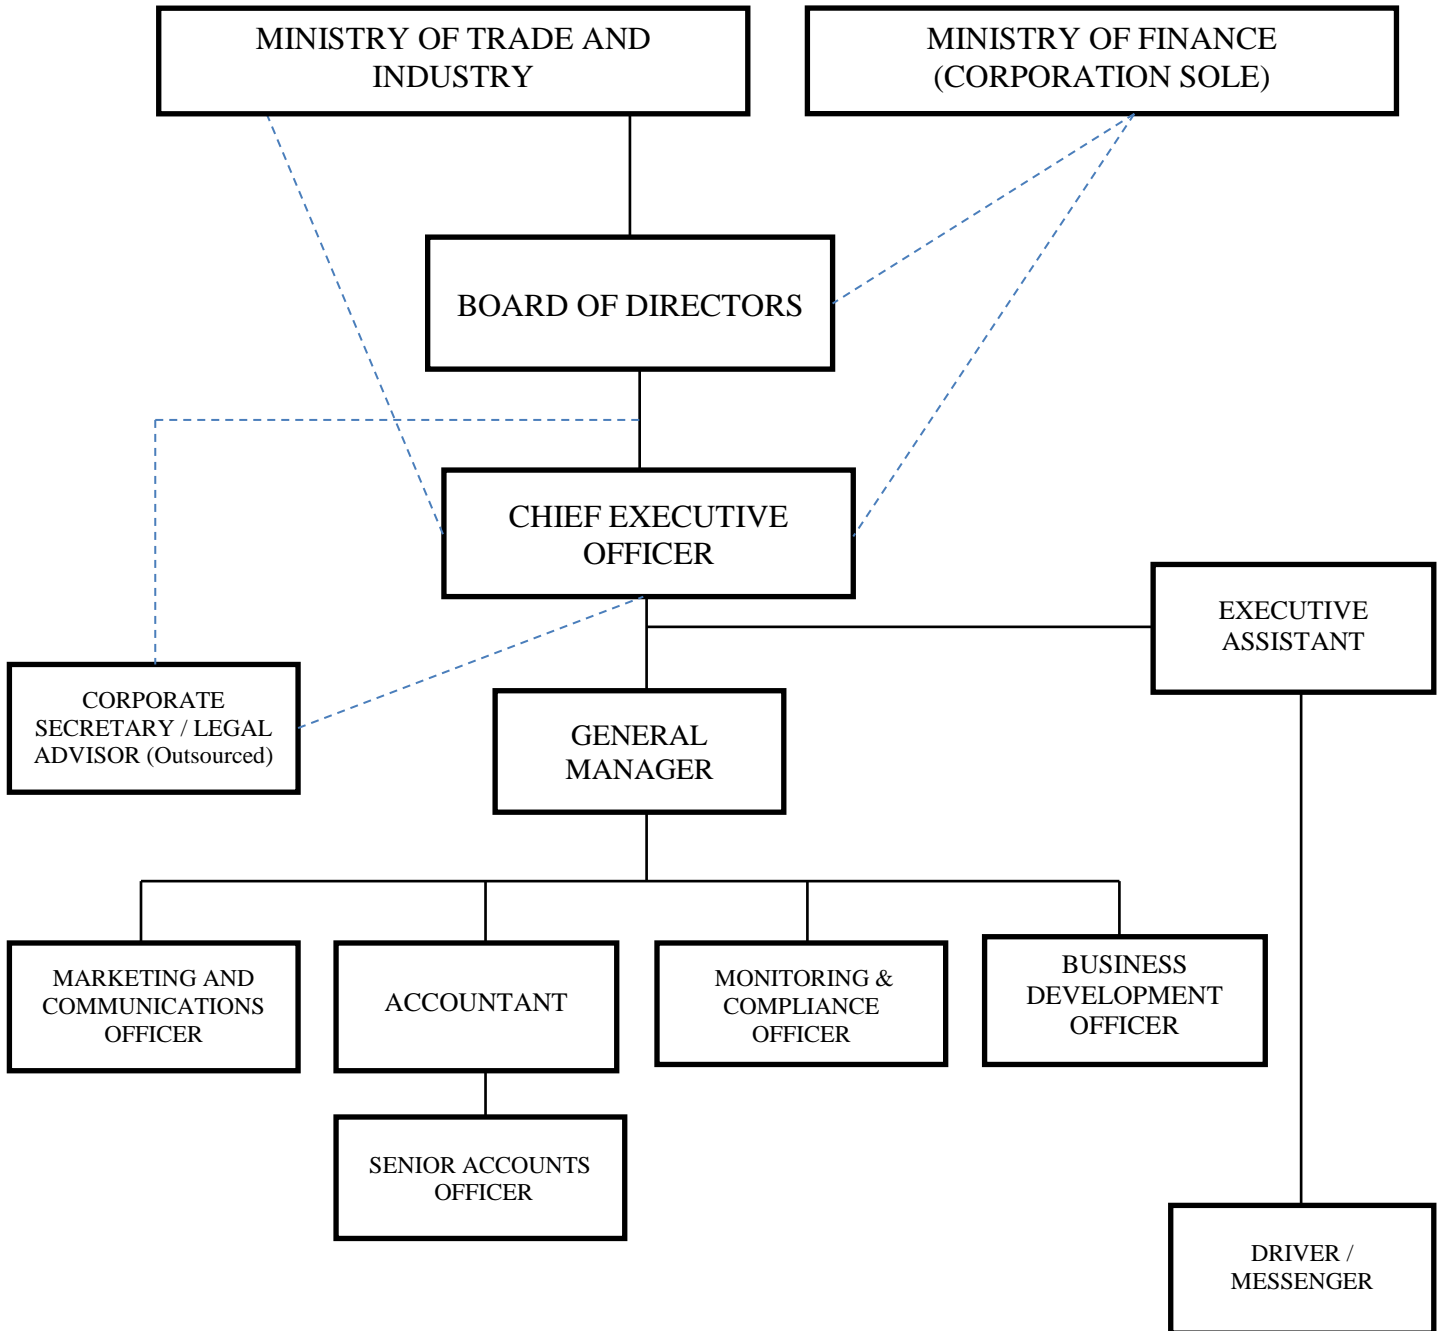 MINISTRY OF TRADE AND
INDUSTRY
MINISTRY OF FINANCE
(CORPORATION SOLE)
BOARD OF DIRECTORS
CHIEF EXECUTIVE
OFFICER
EXECUTIVE
ASSISTANT
CORPORATE
SECRETARY / LEGAL
ADVISOR (Outsourced)
GENERAL
MANAGER
MARKETING AND
COMMUNICATIONS
OFFICER
ACCOUNTANT
MONITORING &
COMPLIANCE
OFFICER
BUSINESS
DEVELOPMENT
OFFICER
SENIOR ACCOUNTS
OFFICER
DRIVER /
MESSENGER